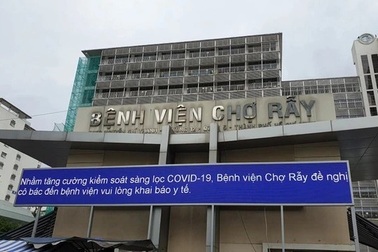 BỆNH VIỆN CHỢ RẪY
Nhằm tăng cường kiểm soát sàng lọc COVID-19, Bệnh viện Chợ Rẫy đề nghị
cô bác đến bệnh viện vui lòng khai báo y tế.